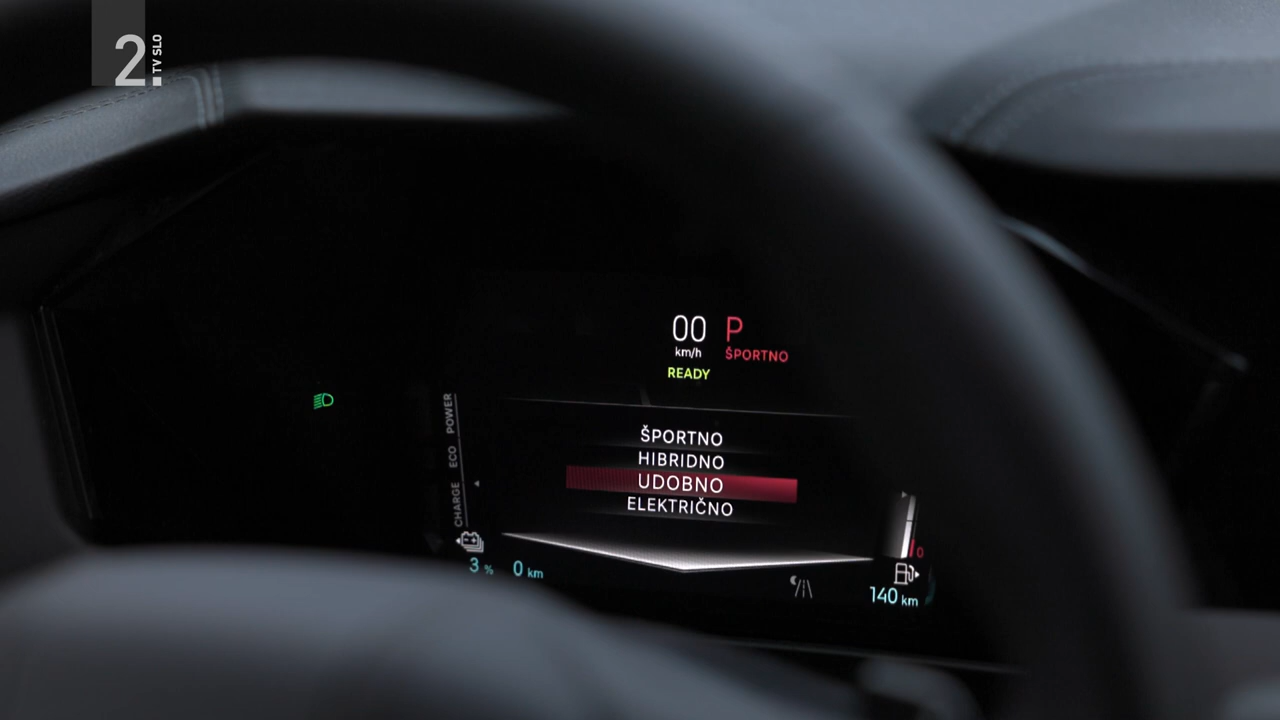 2.
TV SLO
00 P
km/h ŠPORTNO
READY
POWER
ECO
CHARGE
ŠPORTNO
HIBRIDNO
UDOBNO
ELEKTRIČNO
0
3 % 0 km
140 km